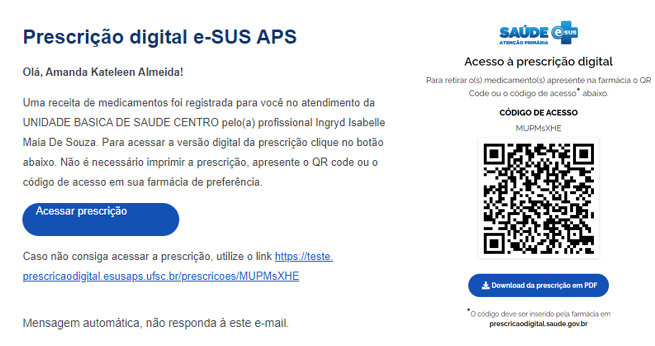 Prescrição digital e-SUS APS
Olá, Amanda Kateleen Almeida!
Uma receita de medicamentos foi registrada para você no atendimento da
UNIDADE BASICA DE SAUDE CENTRO pelo(a) profissional Ingryd Isabelle
Maia De Souza. Para acessar a versão digital da prescrição clique no botão
abaixo. Não é necessário imprimir a prescrição, apresente o QR code ou o
código de acesso em sua farmácia de preferência.
Acessar prescrição
Caso não consiga acessar a prescrição, utilize o link https://teste.
prescricaodigital.esusaps.ufsc.br/prescricoes/MUPMsXHE
Mensagem automática, não responda à este e-mail.
SAÚDE e-SUS
ATENÇÃO PRIMÁRIA
Acesso à prescrição digital
Para retirar o(s) medicamento(s) apresente na farmácia o QR
Code ou o código de acesso* abaixo.
CÓDIGO DE ACESSO
MUPMsXHE
Download da prescrição em PDF
*O código deve ser inserido pela farmácia em
prescricaodigital.saude.gov.br